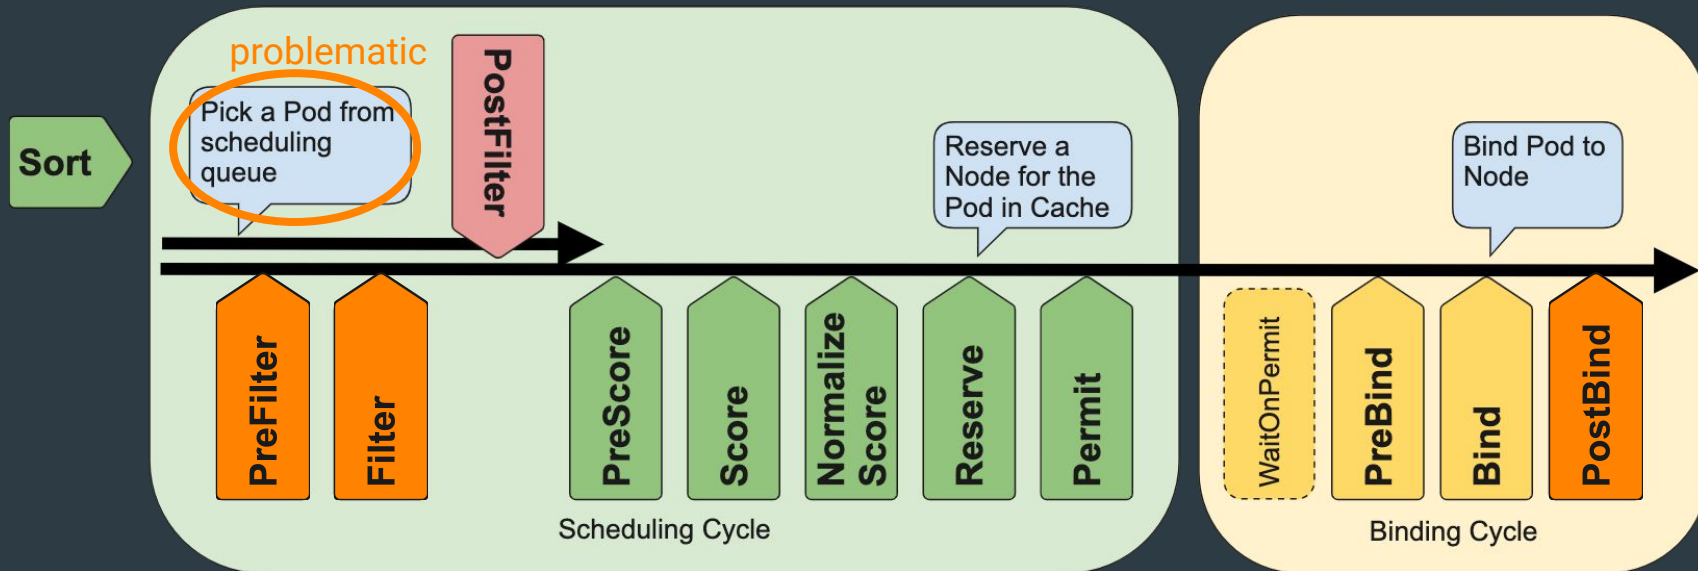 problematic
Sort
Pick a Pod from
scheduling
queue
PostFilter
Reserve a
Node for the
Pod in Cache
Bind Pod to
Node
PreFilter
Filter
PreScore
Score
Normalize
Score
Reserve
Permit
WaitOnPermit
PreBind
Bind
PostBind
Scheduling Cycle
Binding Cycle